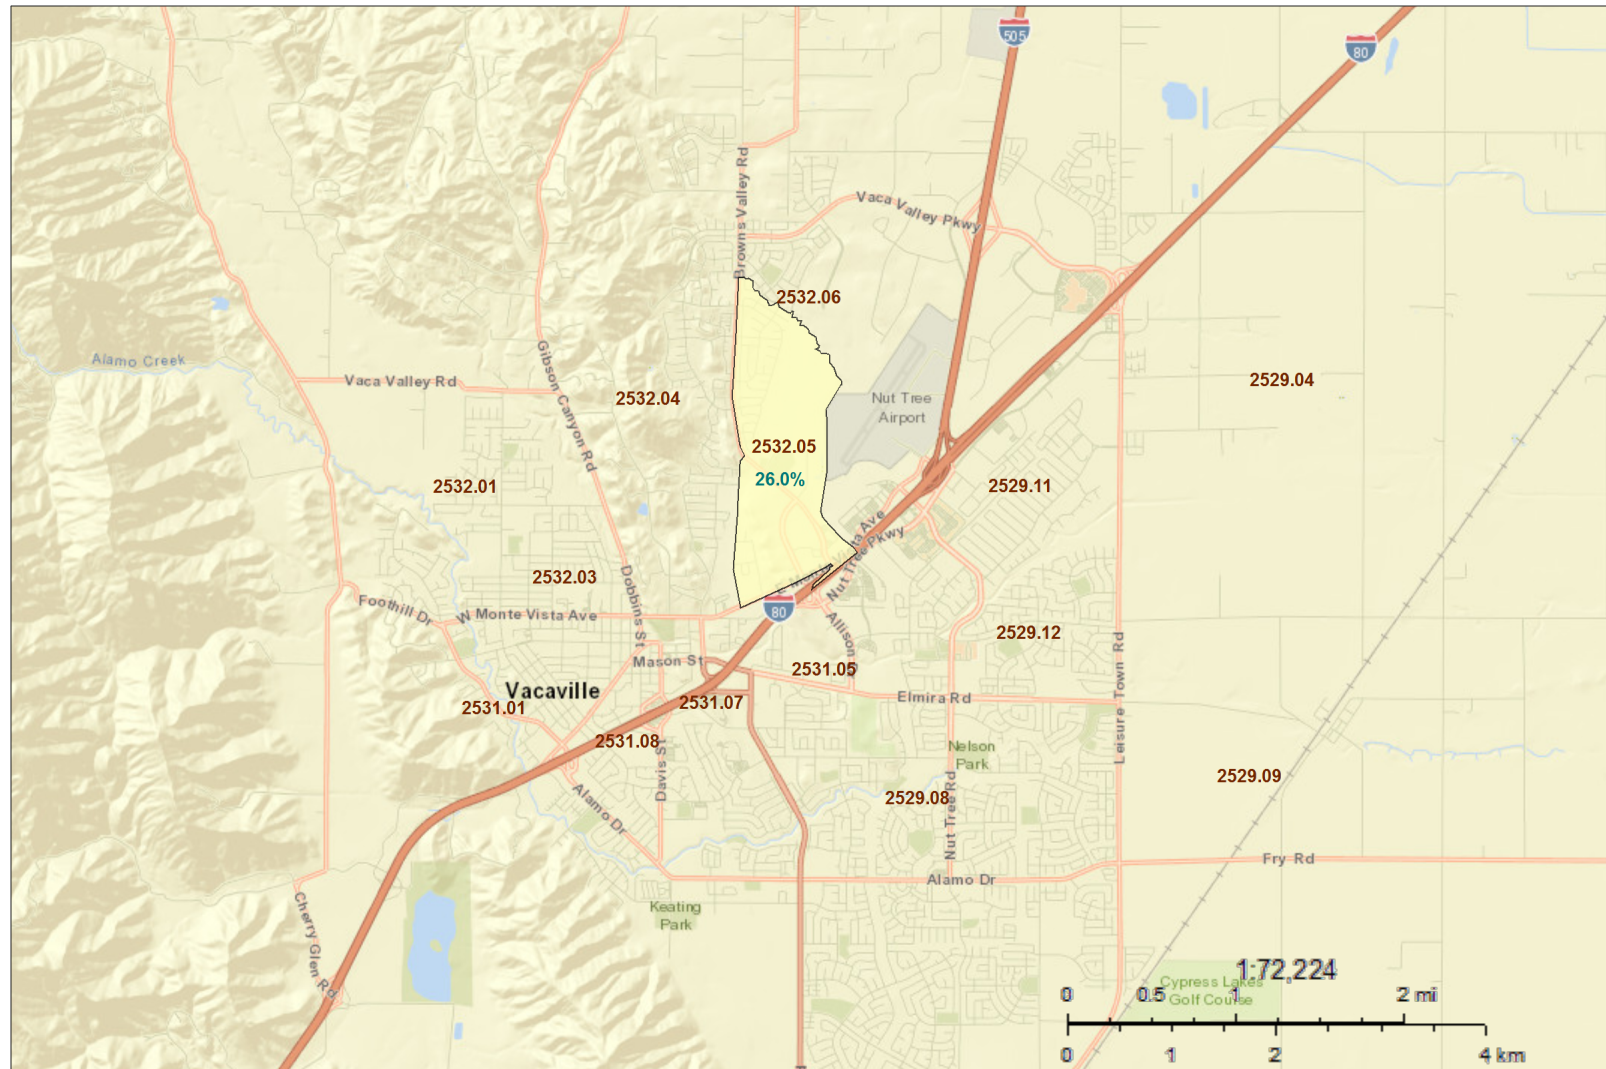 505
80
Browns Valley Rd
Vaca Valley Pkwy
2532.06
Alamo Creek
Gibson Canyon Rd
Vaca Valley Rd
2532.04
Nut Tree
Airport
2529.04
2532.05
26.0%
2532.01
2529.11
Nut Tree Pkwy
2532.03
Dobbins St
Foothill Dr
W Monte Vista Ave
80
Allison
2529.12
Leisure Town Rd
Mason St
2531.05
Vacaville
2531.01
2531.07
Elmira Rd
2531.08
Davis St
Nelson
Park
2529.09
2529.08
Nut Tree Rd
Alamo Dr
Fry Rd
Alamo Dr
Cherry Glen Rd
Keating
Park
1:72,224
Cypress Lakes
Golf Course
0 0.5 1 2 mi
0 1 2 4 km